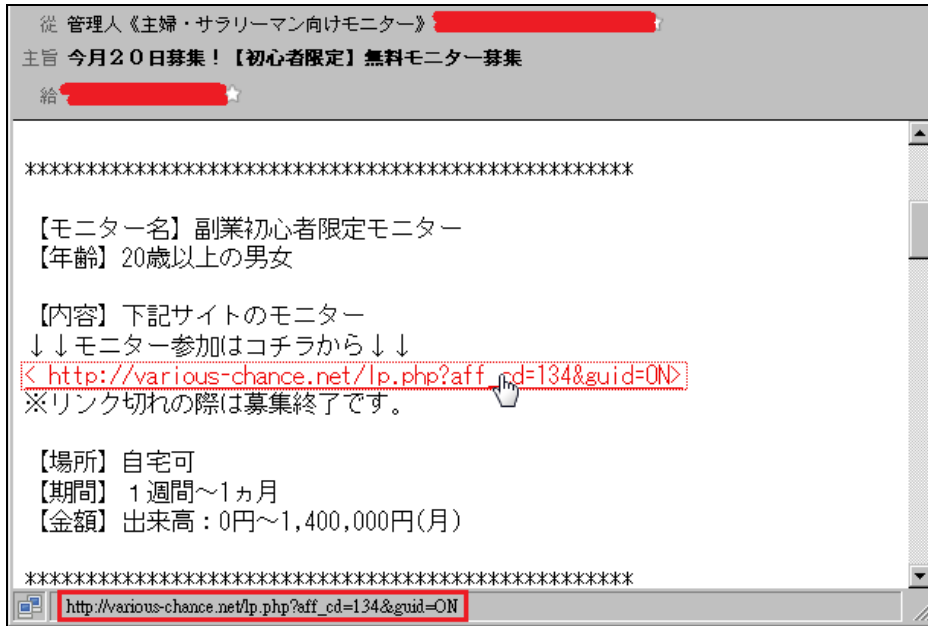 從 管理人《主婦・サラリーマン向けモニター》
主旨 今月２０日募集！【初心者限定】無料モニター募集
給
**************************************************
【モニター名】副業初心者限定モニター
【年齢】20歳以上の男女
【内容】下記サイトのモニター
↓↓モニター参加はコチラから↓↓
< http://various-chance.net/lp.php?aff_cd=134&guid=ON>
※リンク切れの際は募集終了です。
【場所】自宅可
【期間】１週間～1ヵ月
【金額】出来高：0円～1,400,000円(月)
**************************************************
http://various-chance.net/lp.php?aff_cd=134&guid=ON